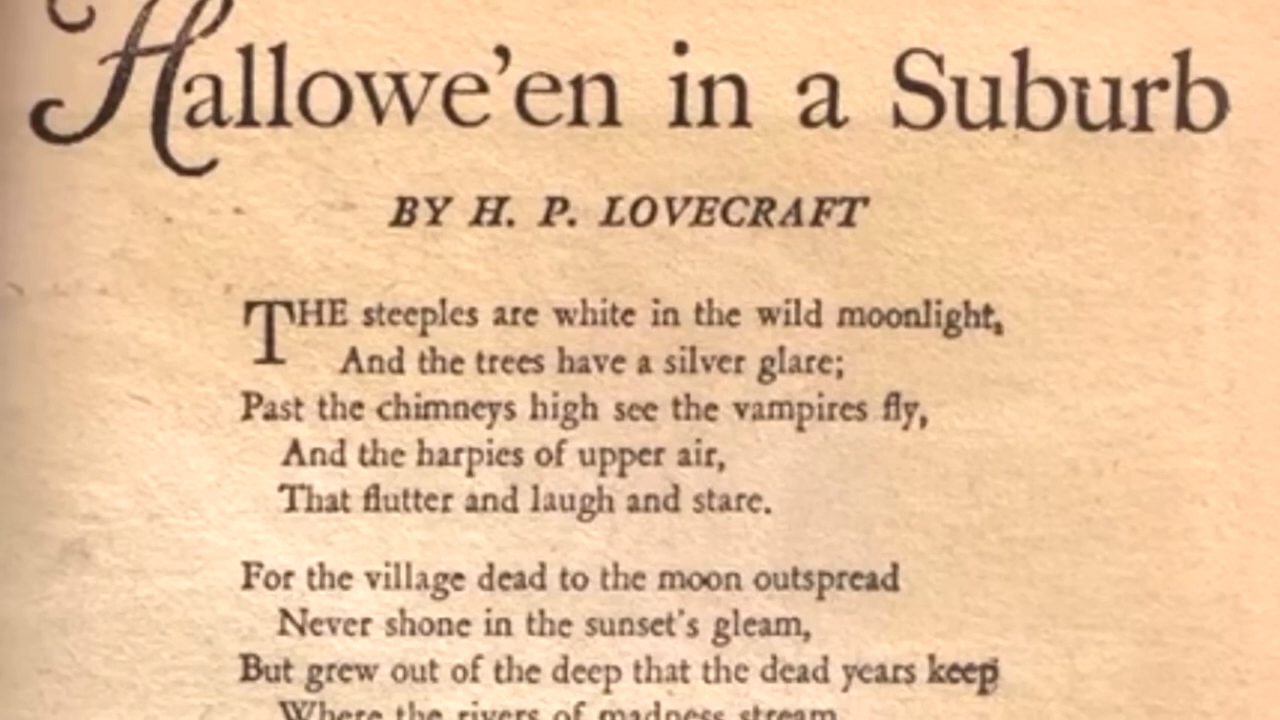 Hallowe'en in a Suburb
BY H. P. LOVECRAFT
THE steeples are white in the wild moonlight,
And the trees have a silver glare;
Past the chimneys high see the vampires fly,
And the harpies of upper air,
That flutter and laugh and stare.
For the village dead to the moon outspread
Never shone in the sunset's gleam,
But grew out of the deep that the dead years keep
Where the rivers of madness stream